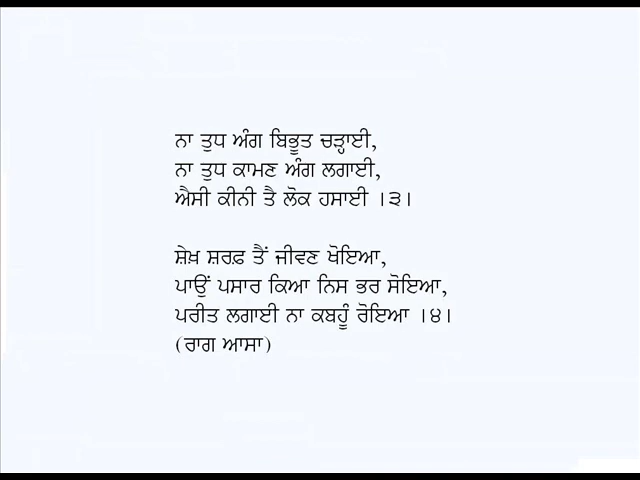 ਨਾ ਤੁਧ ਅੰਗ ਬਿਭੂਤ ਚੜ੍ਹਾਈ,
ਨਾ ਤੁਧ ਕਾਮਣ ਅੰਗ ਲਗਾਈ,
ਐਸੀ ਕੀਨੀ ਤੈ ਲੋਕ ਹਸਾਈ ।੩।
ਸ਼ੇਖ਼ ਸ਼ਰਫ਼ ਤੈਂ ਜੀਵਣ ਖੋਇਆ,
ਪਾਉਂ ਪਸਾਰ ਕਿਆ ਨਿਸ ਭਰ ਸੋਇਆ,
ਪਰੀਤ ਲਗਾਈ ਨਾ ਕਬਹੂੰ ਰੋਇਆ ।੪।
(ਰਾਗ ਆਸਾ)